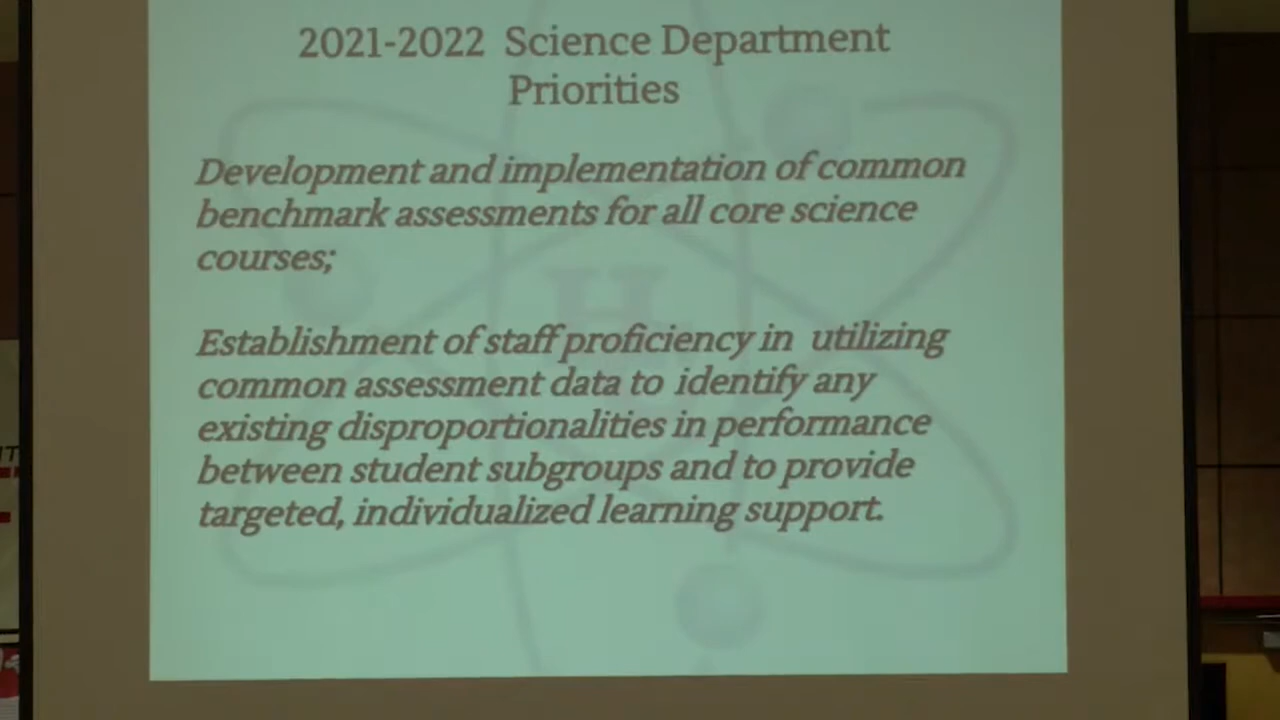 2021-2022 Science Department
Priorities
Development and implementation of common
benchmark assessments for all core science
courses;
Establishment of staff proficiency in utilizing
common assessment data to identify any
existing disproportionalities in performance
between student subgroups and to provide
targeted, individualized learning support.